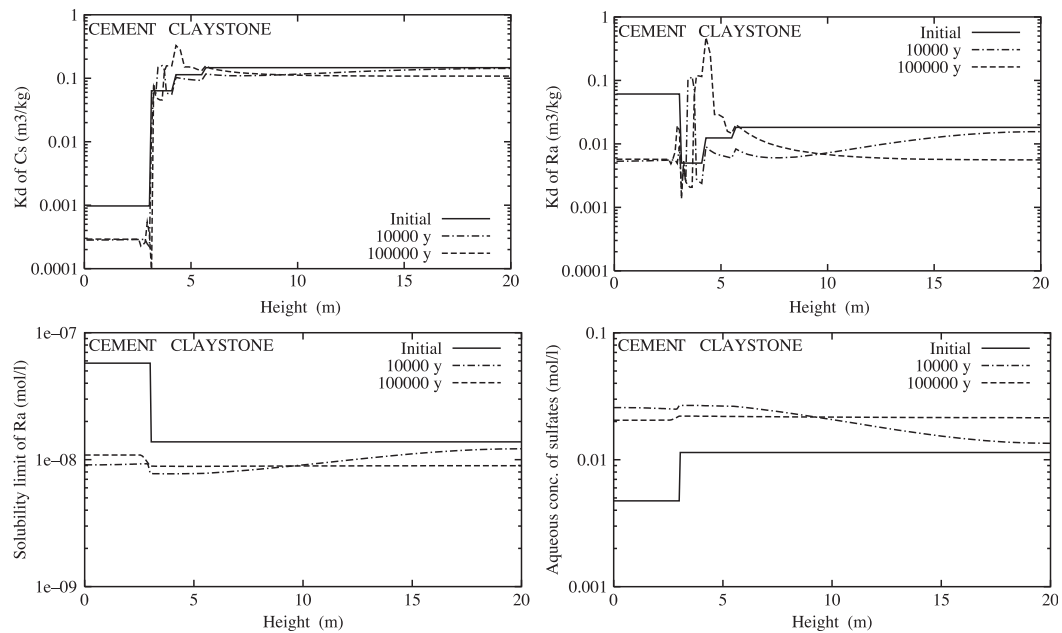 CEMENT CLAYSTONE
Kd of Cs (m3/kg)
1
0.1
0.01
0.001
0.0001
Initial
10000 y
100000 y
0 5 10 15 20
Height (m)
CEMENT CLAYSTONE
Kd of Ra (m3/kg)
1
0.1
0.01
0.001
0.0001
Initial
10000 y
100000 y
0 5 10 15 20
Height (m)
CEMENT CLAYSTONE
Solubility limit of Ra (mol/l)
1e−07
1e−08
1e−09
Initial
10000 y
100000 y
0 5 10 15 20
Height (m)
CEMENT CLAYSTONE
Aqueous conc. of sulfates (mol/l)
0.1
0.01
0.001
Initial
10000 y
100000 y
0 5 10 15 20
Height (m)